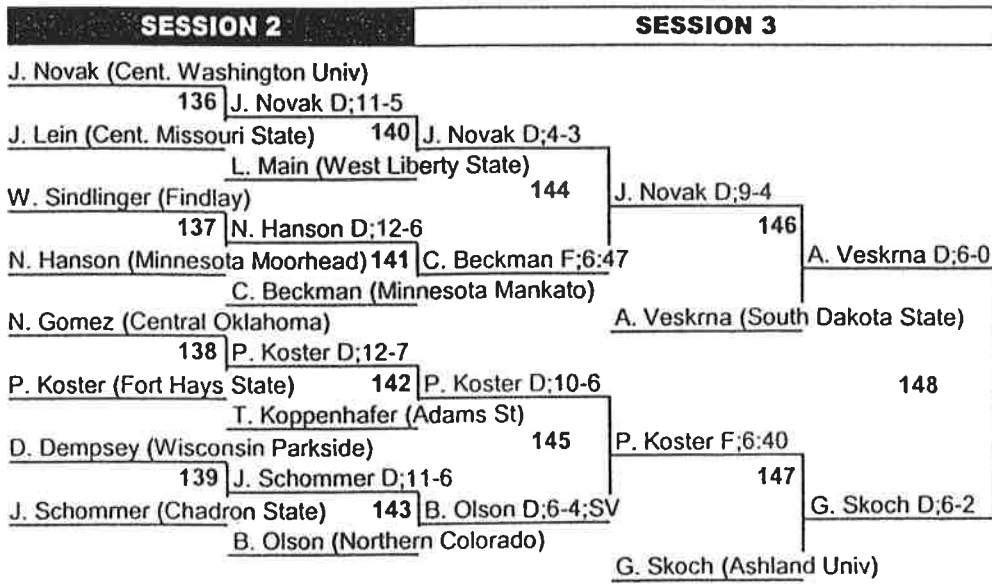 SESSION 2 SESSION 3
J. Novak (Cent. Washington Univ)
136 J. Novak D;11-5
J. Lein (Cent. Missouri State) 140 J. Novak D;4-3
L. Main (West Liberty State)
144 J. Novak D;9-4
W. Sindlinger (Findlay)
137 N. Hanson D;12-6 146
N. Hanson (Minnesota Moorhead) 141 C. Beckman F;6:47 A. Veskrna D;6-0
C. Beckman (Minnesota Mankato)
N. Gomez (Central Oklahoma) A. Veskrna (South Dakota State)
138 P. Koster D;12-7
P. Koster (Fort Hays State) 142 P. Koster D;10-6 148
T. Koppenhafer (Adams St)
D. Dempsey (Wisconsin Parkside) 145 P. Koster F;6:40
139 J. Schommer D;11-6 147
J. Schommer (Chadron State) 143 B. Olson D;6-4;SV G. Skoch D;6-2
B. Olson (Northern Colorado)
G. Skoch (Ashland Univ)